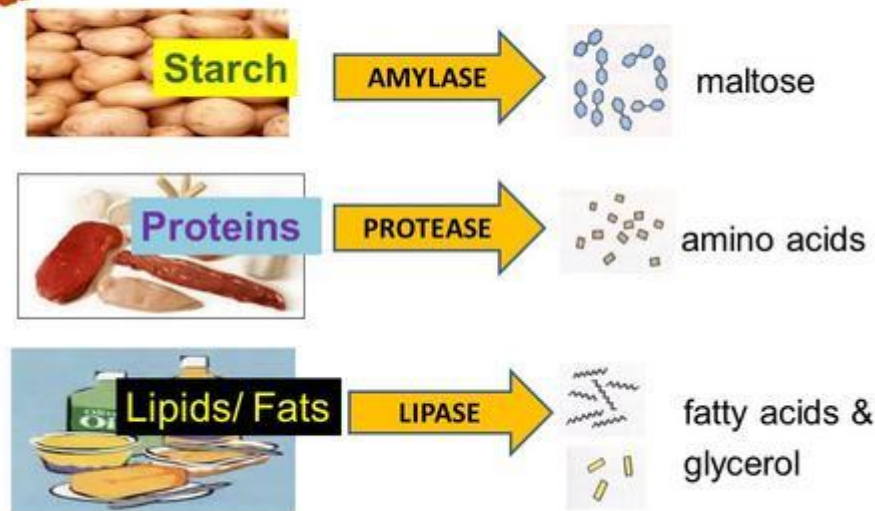 Starch
AMYLASE
maltose
Proteins
PROTEASE
amino acids
Lipids/ Fats
LIPASE
fatty acids &
glycerol